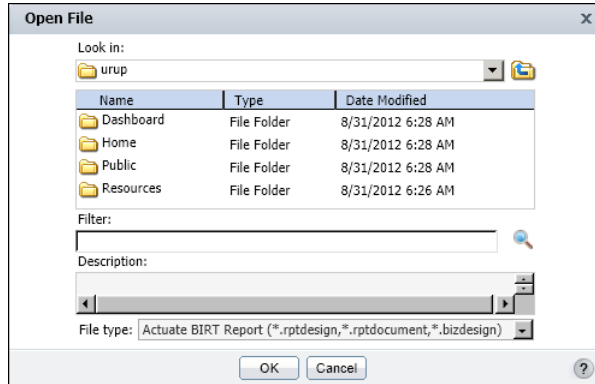 Open File x
Look in:
urup
Name Type Date Modified
Dashboard File Folder 8/31/2012 6:28 AM
Home File Folder 8/31/2012 6:28 AM
Public File Folder 8/31/2012 6:28 AM
Resources File Folder 8/31/2012 6:26 AM
Filter:
Description:
File type: Actuate BIRT Report (*.rptdesign,*.rptdocument,*.bizdesign)
OK Cancel ?